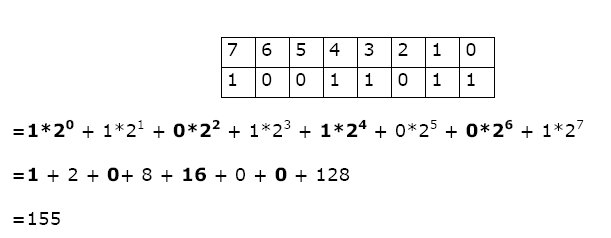 7 6 5 4 3 2 1 0
1 0 0 1 1 0 1 1
=1*2⁰ + 1*2¹ + 0*2² + 1*2³ + 1*2⁴ + 0*2⁵ + 0*2⁶ + 1*2⁷
=1 + 2 + 0+ 8 + 16 + 0 + 0 + 128
=155